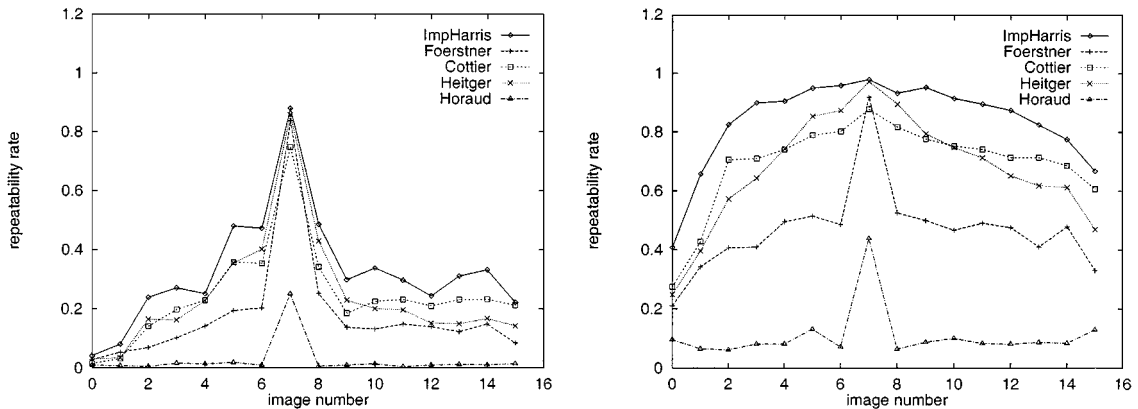 1.2
1
0.8
0.6
0.4
0.2
0
repeatability rate
ImpHarris
Foerstner
Cottier
Heitger
Horaud
0 2 4 6 8 10 12 14 16
image number
1.2
1
0.8
0.6
0.4
0.2
0
repeatability rate
ImpHarris
Foerstner
Cottier
Heitger
Horaud
0 2 4 6 8 10 12 14 16
image number